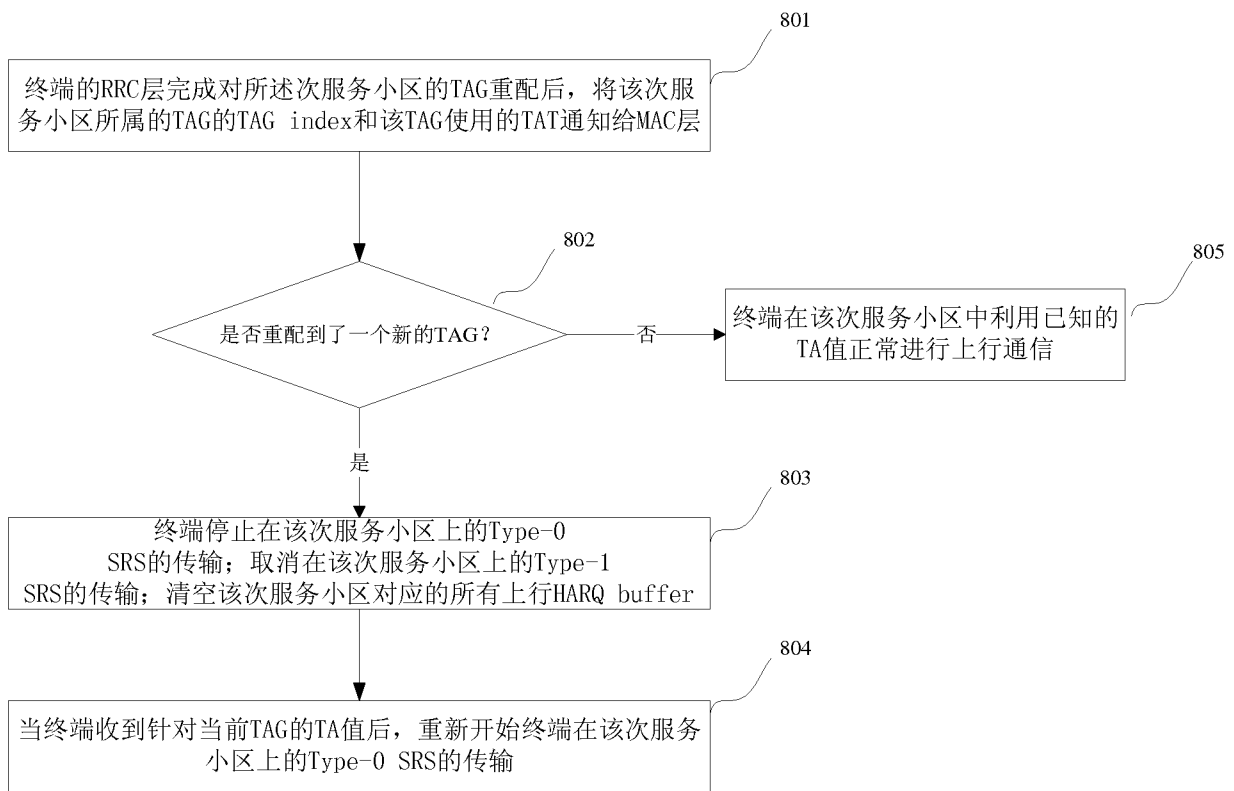 801
终端的RRC层完成对所述次服务小区的TAG重配后，将该次服
务小区所属的TAG的TAG index和该TAG使用的TAT通知给MAC层
802
是否重配到了一个新的TAG？
否
805
终端在该次服务小区中利用已知的
TA值正常进行上行通信
是
803
终端停止在该次服务小区上的Type-0
SRS的传输；取消在该次服务小区上的Type-1
SRS的传输；清空该次服务小区对应的所有上行HARQ buffer
804
当终端收到针对当前TAG的TA值后，重新开始终端在该次服务
小区上的Type-0 SRS的传输